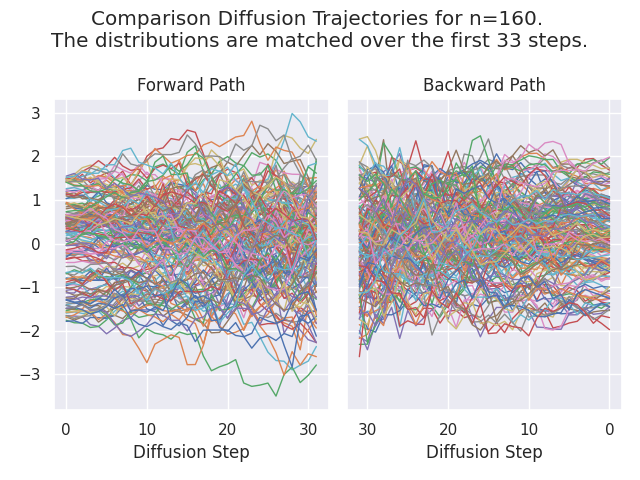 Comparison Diffusion Trajectories for n=160.
The distributions are matched over the first 33 steps.
Forward Path
Backward Path
3
2
1
0
−1
−2
−3
0
10
20
30
30
20
10
0
Diffusion Step
Diffusion Step